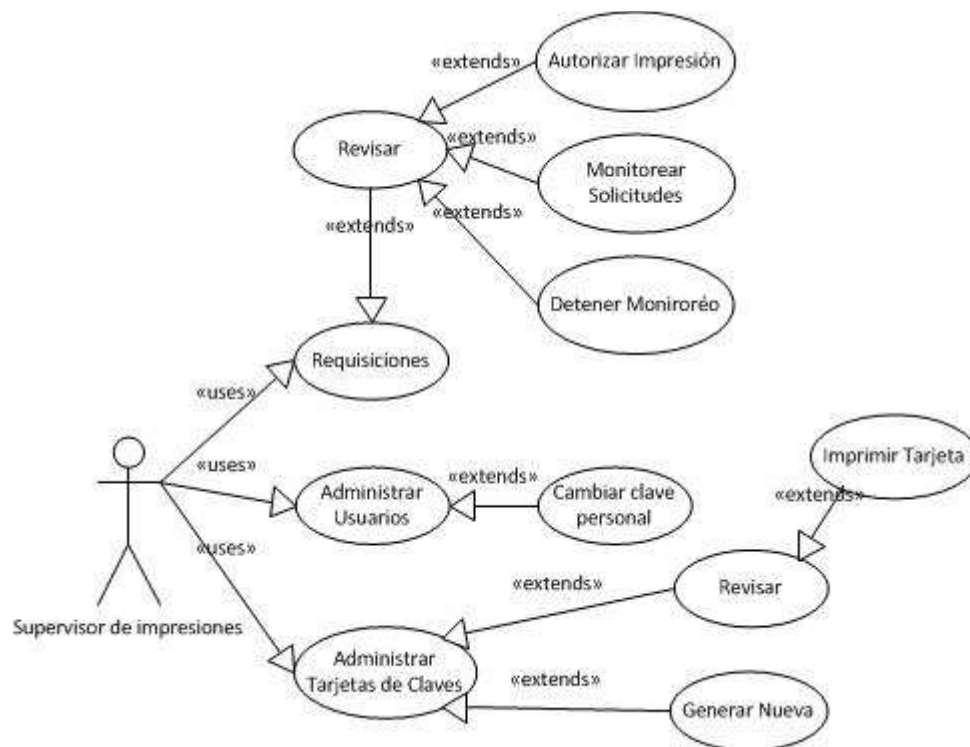 Autorizar Impresión
«extends»
Revisar
«extends»
Monitorear
Solicitudes
«extends»
«extends»
Detener Moniroréo
Requisiciones
«uses»
Imprimir Tarjeta
«uses»
Administrar
Usuarios
«extends»
Cambiar clave
personal
«extends»
«uses»
«extends»
Revisar
Supervisor de impresiones
Administrar
Tarjetas de Claves
«extends»
Generar Nueva